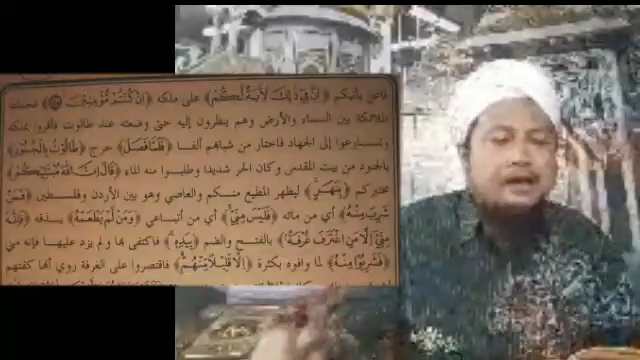 فاعل يأتيكم ﴿إِنَّ فِي ذَٰلِكَ لَآيَةً لَّكُمْ﴾ على ملكه ﴿إِن كُنتُم مُّؤْمِنِينَ﴾ فحملته
الملائكة بين السماء والأرض وهم ينظرون إليه حتى وضعته عند طالوت فأقروا بملكه
وتسارعوا إلى الجهاد فاختار من شبابهم ألفا ﴿فَلَمَّا فَصَلَ﴾ خرج ﴿طَالُوتُ بِالْجُنُودِ﴾
بالجنود من بيت المقدس وكان الحر شديدا وطلبوا منه الماء ﴿قَالَ إِنَّ اللَّهَ مُبْتَلِيكُم﴾
مختبركم ﴿بِنَهَرٍ﴾ ليظهر المطيع منكم والعاصي وهو بين الأردن وفلسطين ﴿فَمَن
شَرِبَ مِنْهُ﴾ أي من مائه ﴿فَلَيْسَ مِنِّي﴾ أي من أتباعي ﴿وَمَن لَّمْ يَطْعَمْهُ﴾ يذقه ﴿فَإِنَّهُ
مِنِّي إِلَّا مَنِ اغْتَرَفَ غُرْفَةً﴾ بالفتح والضم ﴿بِيَدِهِ﴾ فاكتفى بها ولم يزد عليها فإنه مني
﴿فَشَرِبُوا مِنْهُ﴾ لما وافوه بكثرة ﴿إِلَّا قَلِيلًا مِّنْهُمْ﴾ فاقتصروا على الغرفة روي أنها كفتهم